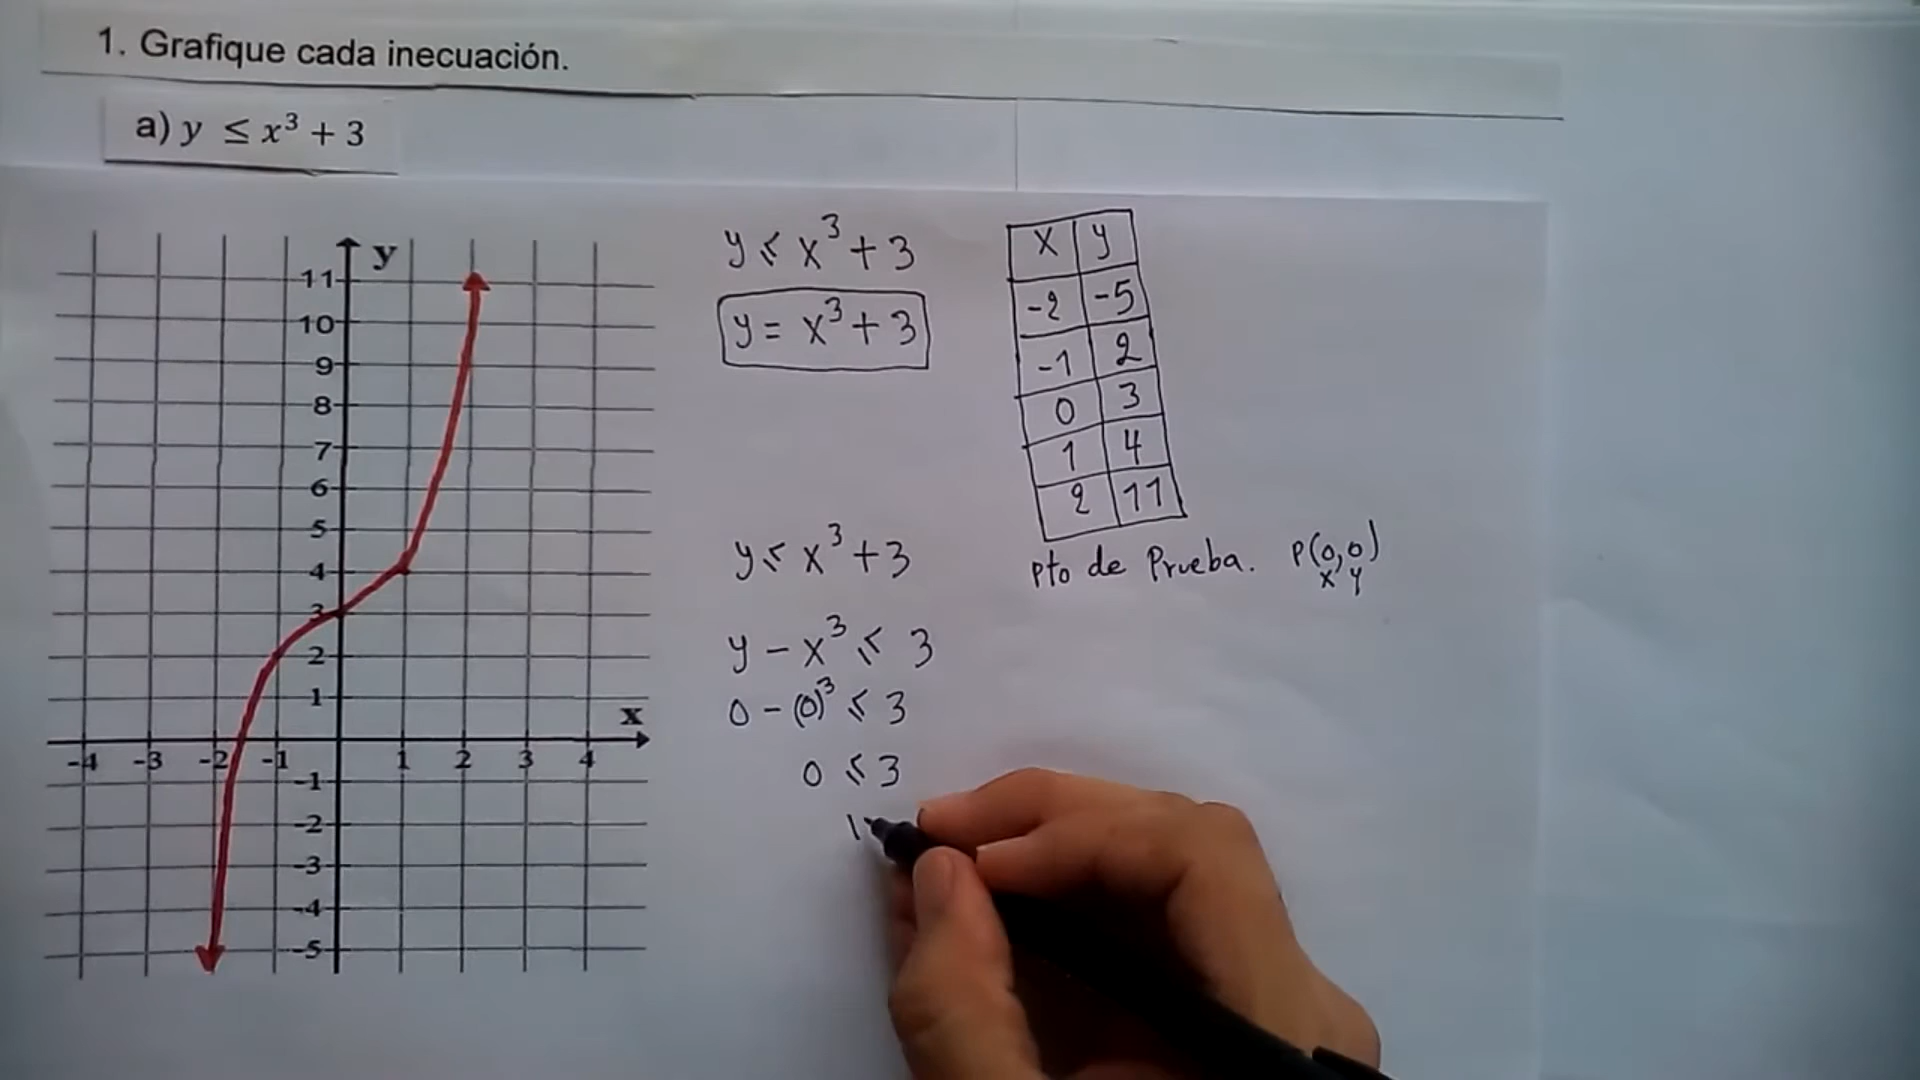 1. Grafique cada inecuación.
a) y ≤ x³ + 3
y
11
10
9
8
7
6
5
4
3
2
1
x
-4 -3 -2 -1 1 2 3 4
-1
-2
-3
-4
-5
y ≤ x³ + 3
y = x³ + 3
x y
-2 -5
-1 2
0 3
1 4
2 11
y ≤ x³ + 3
pto de Prueba. P(0,0)
x y
y - x³ ≤ 3
0 - (0)³ ≤ 3
0 ≤ 3